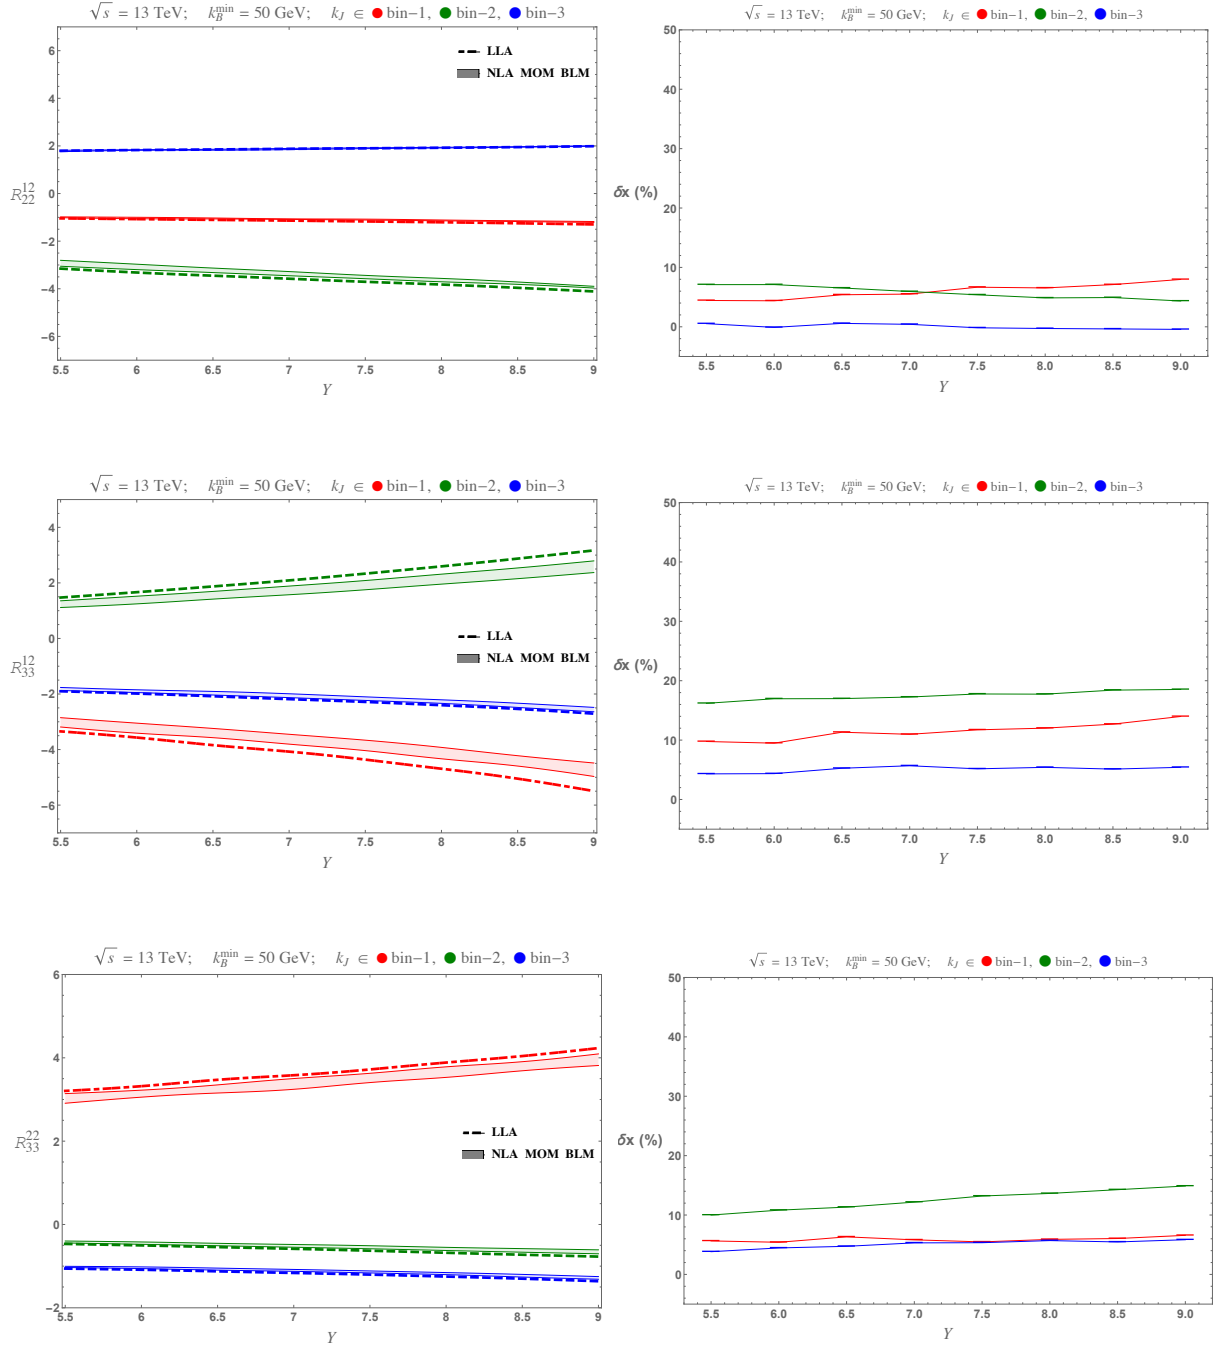 √s = 13 TeV; k_B^min = 50 GeV; k_J ∈ ● bin−1, ● bin−2, ● bin−3
LLA
NLA MOM BLM
R^12_22
6
4
2
0
−2
−4
−6
5.5 6 6.5 7 7.5 8 8.5 9
Y
√s = 13 TeV; k_B^min = 50 GeV; k_J ∈ ● bin−1, ● bin−2, ● bin−3
δx (%)
50
40
30
20
10
0
5.5 6.0 6.5 7.0 7.5 8.0 8.5 9.0
Y
√s = 13 TeV; k_B^min = 50 GeV; k_J ∈ ● bin−1, ● bin−2, ● bin−3
LLA
NLA MOM BLM
R^12_33
4
2
0
−2
−4
−6
5.5 6 6.5 7 7.5 8 8.5 9
Y
√s = 13 TeV; k_B^min = 50 GeV; k_J ∈ ● bin−1, ● bin−2, ● bin−3
δx (%)
50
40
30
20
10
0
5.5 6.0 6.5 7.0 7.5 8.0 8.5 9.0
Y
√s = 13 TeV; k_B^min = 50 GeV; k_J ∈ ● bin−1, ● bin−2, ● bin−3
LLA
NLA MOM BLM
R^22_33
6
4
2
0
−2
5.5 6 6.5 7 7.5 8 8.5 9
Y
√s = 13 TeV; k_B^min = 50 GeV; k_J ∈ ● bin−1, ● bin−2, ● bin−3
δx (%)
50
40
30
20
10
0
5.5 6.0 6.5 7.0 7.5 8.0 8.5 9.0
Y